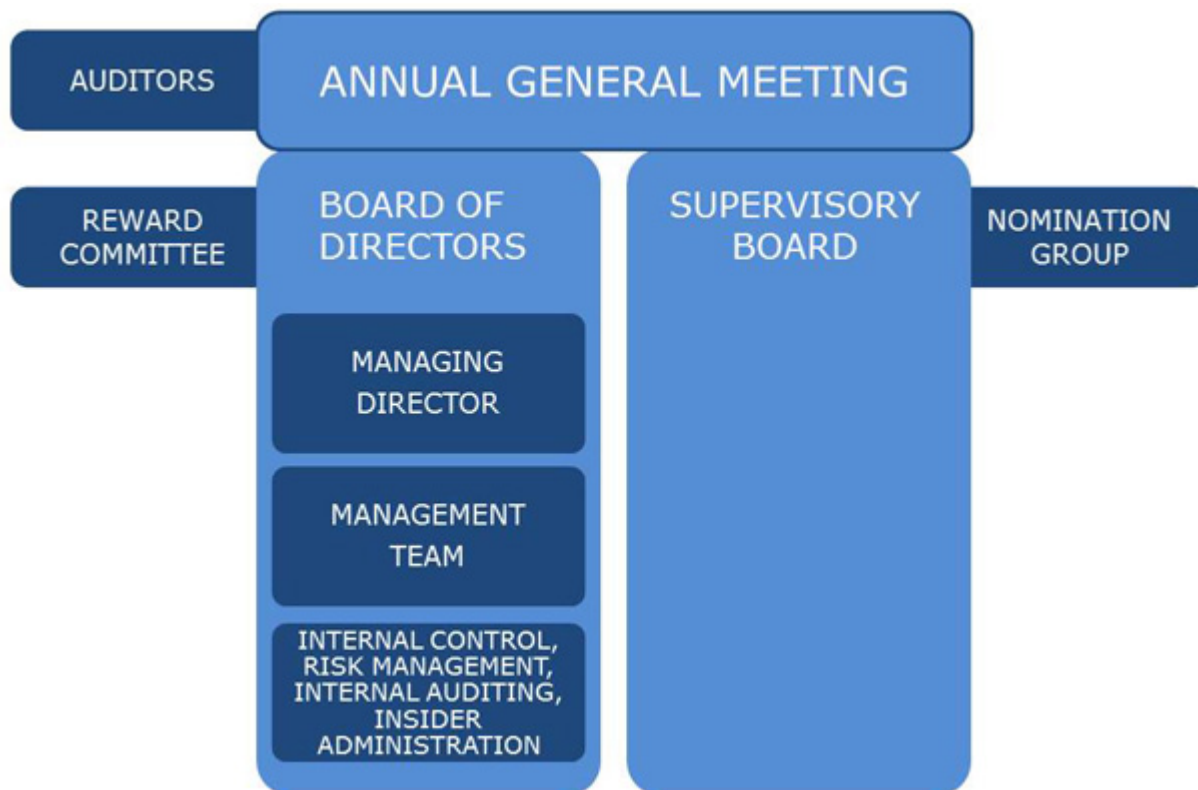 AUDITORS
ANNUAL GENERAL MEETING
REWARD
COMMITTEE
BOARD OF
DIRECTORS
SUPERVISORY
BOARD
NOMINATION
GROUP
MANAGING
DIRECTOR
MANAGEMENT
TEAM
INTERNAL CONTROL,
RISK MANAGEMENT,
INTERNAL AUDITING,
INSIDER
ADMINISTRATION